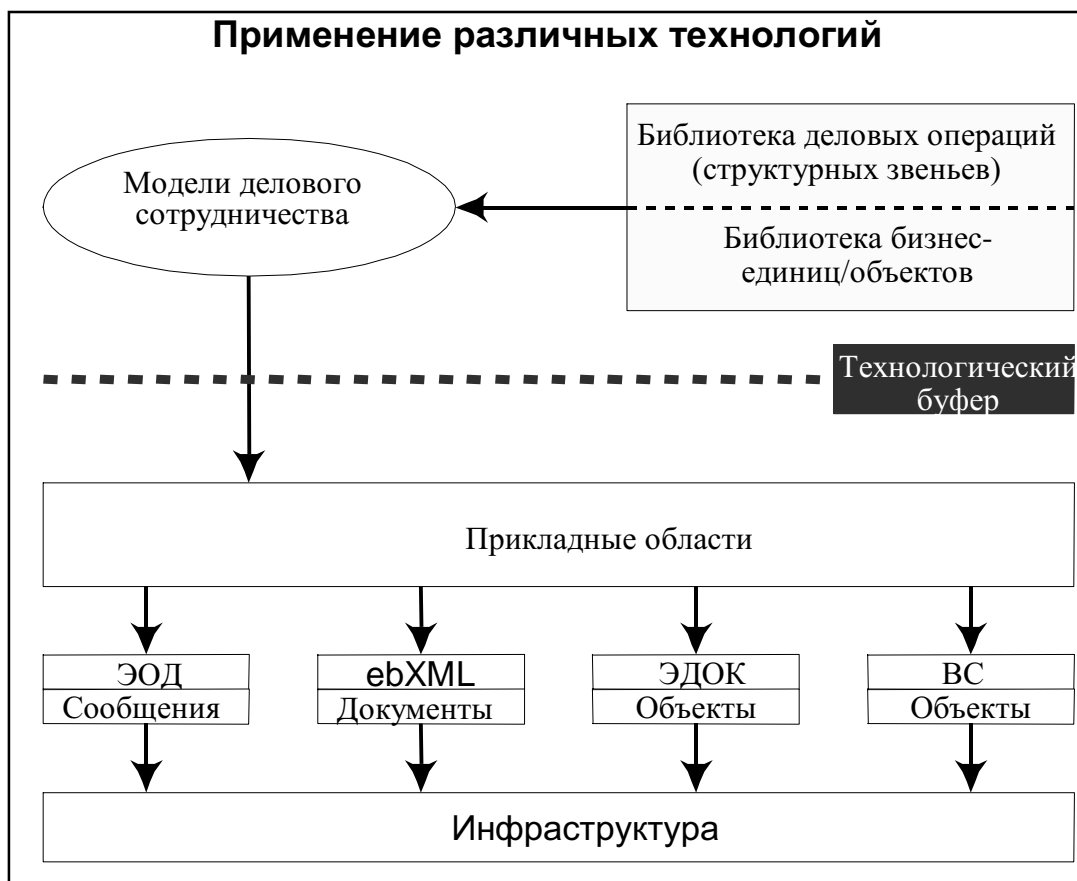 Применение различных технологий
Модели делового
сотрудничества
Библиотека деловых операций
(структурных звеньев)
Библиотека бизнес-
единиц/объектов
Технологический
буфер
Прикладные области
ЭОД
Сообщения
ebXML
Документы
ЭДОК
Объекты
ВС
Объекты
Инфраструктура